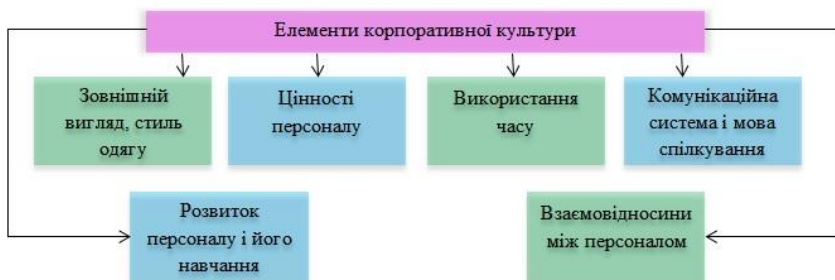 Елементи корпоративної культури
Зовнішній
вигляд, стиль
одягу
Цінності
персоналу
Використання
часу
Комунікаційна
система і мова
спілкування
Розвиток
персоналу і його
навчання
Взаємовідносини
між персоналом